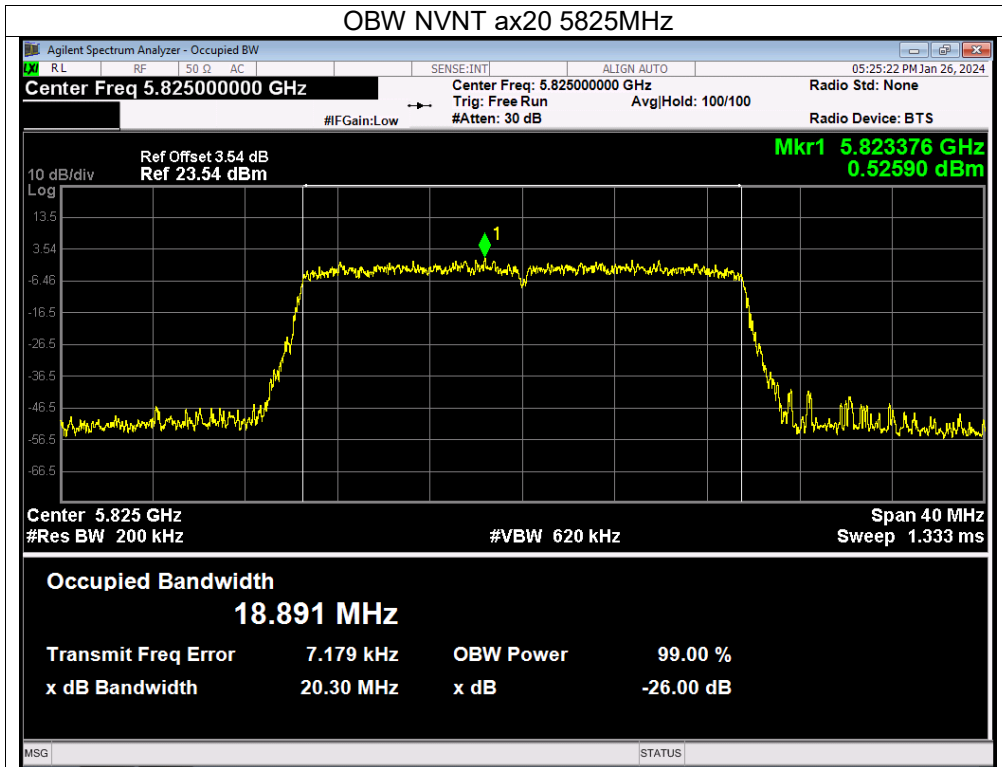 OBW NVNT ax20 5825MHz
Agilent Spectrum Analyzer - Occupied BW
LXI RL RF 50 Ω AC SENSE:INT ALIGN AUTO 05:25:22 PM Jan 26, 2024
Center Freq 5.825000000 GHz
Center Freq: 5.825000000 GHz Radio Std: None
Trig: Free Run Avg|Hold: 100/100
#IFGain:Low #Atten: 30 dB Radio Device: BTS
Mkr1 5.823376 GHz
0.52590 dBm
Ref Offset 3.54 dB
10 dB/div Ref 23.54 dBm
Log
13.5
1
3.54
-6.46
-16.5
-26.5
-36.5
-46.5
-56.5
-66.5
Center 5.825 GHz Span 40 MHz
#Res BW 200 kHz #VBW 620 kHz Sweep 1.333 ms
Occupied Bandwidth
18.891 MHz
Transmit Freq Error 7.179 kHz OBW Power 99.00 %
x dB Bandwidth 20.30 MHz x dB -26.00 dB
MSG STATUS